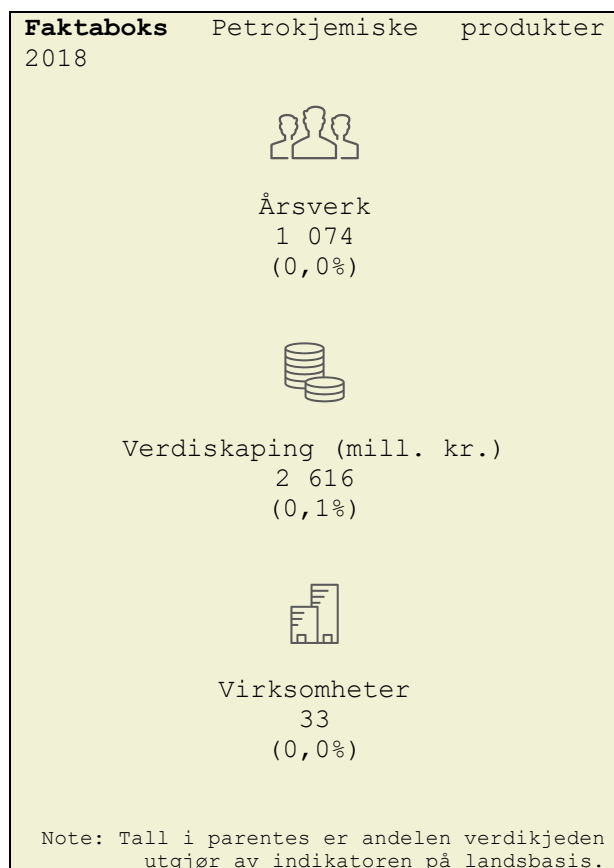 Faktaboks Petrokjemiske produkter
2018
Årsverk
1 074
(0,0%)
Verdiskaping (mill. kr.)
2 616
(0,1%)
Virksomheter
33
(0,0%)
Note: Tall i parentes er andelen verdikjeden
utgjør av indikatoren på landsbasis.